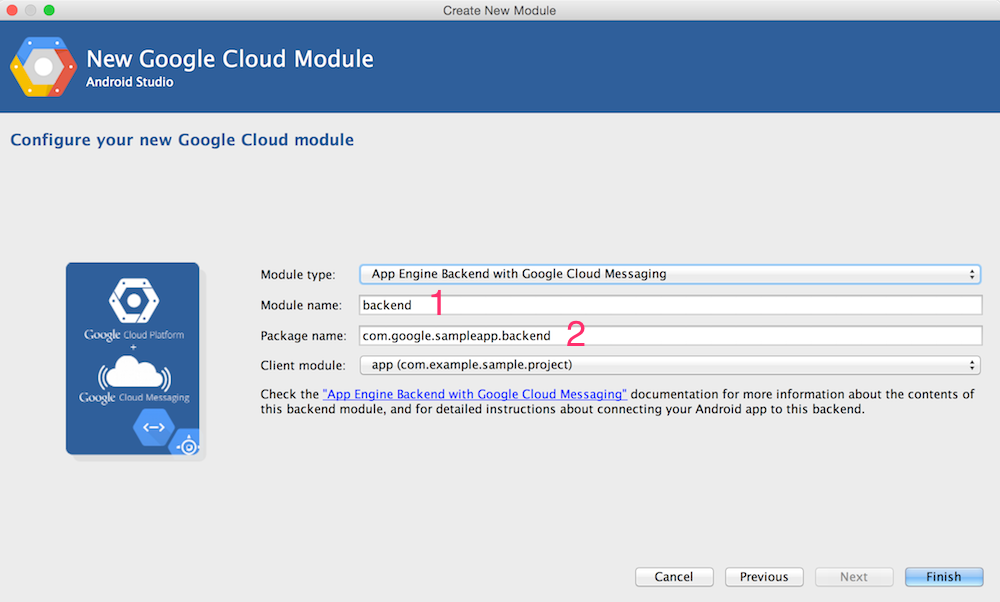 Create New Module
New Google Cloud Module
Android Studio
Configure your new Google Cloud module
Google Cloud Platform
+
Google Cloud Messaging
Module type: App Engine Backend with Google Cloud Messaging
Module name: backend 1
Package name: com.google.sampleapp.backend 2
Client module: app (com.example.sample.project)
Check the "App Engine Backend with Google Cloud Messaging" documentation for more information about the contents of
this backend module, and for detailed instructions about connecting your Android app to this backend.
Cancel Previous Next Finish